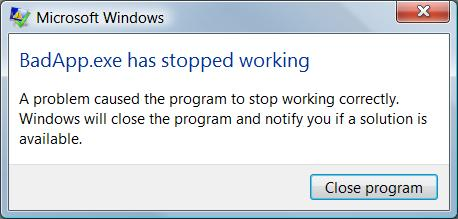 Microsoft Windows
BadApp.exe has stopped working
A problem caused the program to stop working correctly.
Windows will close the program and notify you if a solution is
available.
Close program